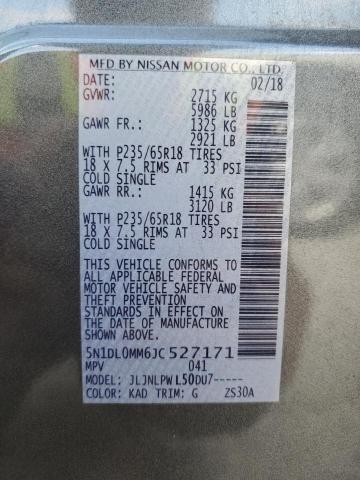 MFD BY NISSAN MOTOR CO., LTD.
DATE: 02/18
GVWR: 2715 KG
5986 LB
GAWR FR.: 1325 KG
2921 LB
WITH P235/65R18 TIRES
18 X 7.5 RIMS AT 33 PSI
COLD SINGLE
GAWR RR.: 1415 KG
3120 LB
WITH P235/65R18 TIRES
18 X 7.5 RIMS AT 33 PSI
COLD SINGLE
THIS VEHICLE CONFORMS TO
ALL APPLICABLE FEDERAL
MOTOR VEHICLE SAFETY AND
THEFT PREVENTION
STANDARDS IN EFFECT ON
THE DATE OF MANUFACTURE
SHOWN ABOVE.
5N1DL0MM6JC527171
MPV 041
MODEL: JLJNLPWL50DU7-----
COLOR: KAD TRIM: G ZS30A